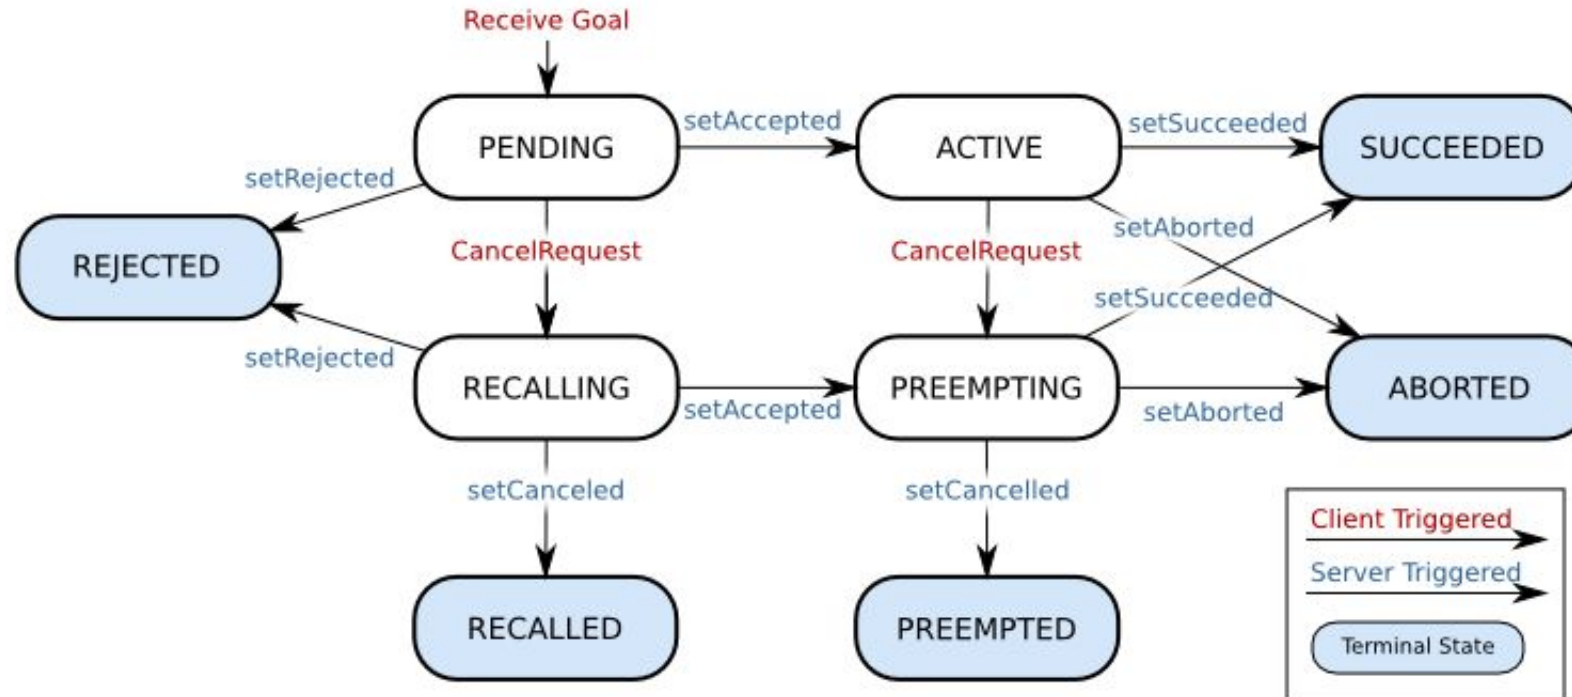 Receive Goal
PENDING
setAccepted
ACTIVE
setSucceeded
SUCCEEDED
setRejected
REJECTED
CancelRequest
CancelRequest
setAborted
setSucceeded
setRejected
RECALLING
setAccepted
PREEMPTING
setAborted
ABORTED
setCanceled
setCancelled
RECALLED
PREEMPTED
Client Triggered
Server Triggered
Terminal State